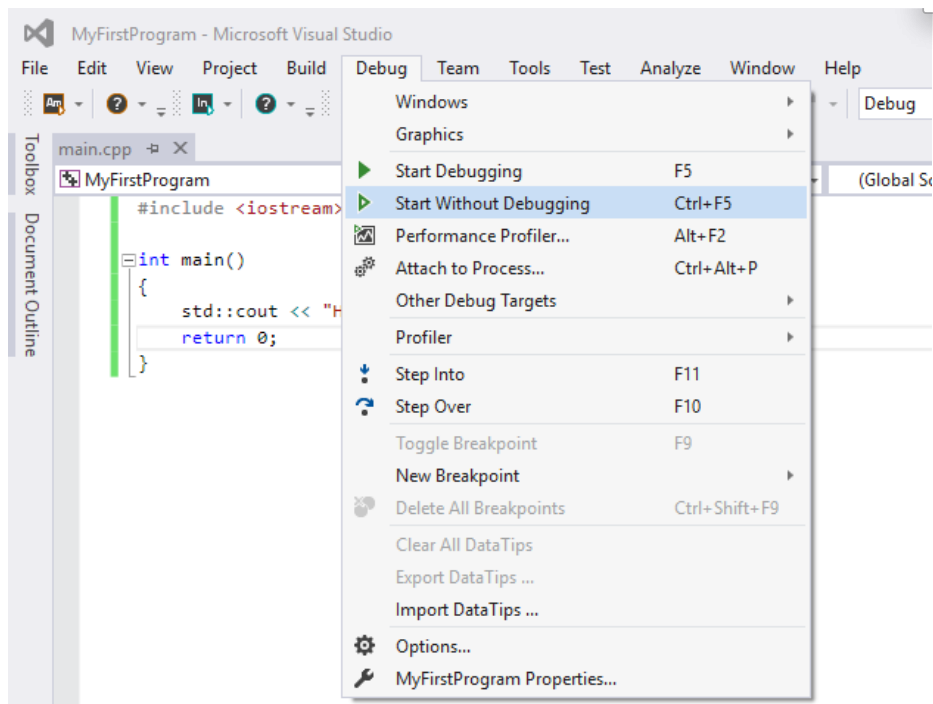 MyFirstProgram - Microsoft Visual Studio
File Edit View Project Build Debug Team Tools Test Analyze Window Help
Debug
Toolbox
Document Outline
main.cpp
MyFirstProgram
(Global
#include <iostream>
int main()
{
std::cout << "H
return 0;
}
Windows
Graphics
Start Debugging F5
Start Without Debugging Ctrl+F5
Performance Profiler... Alt+F2
Attach to Process... Ctrl+Alt+P
Other Debug Targets
Profiler
Step Into F11
Step Over F10
Toggle Breakpoint F9
New Breakpoint
Delete All Breakpoints Ctrl+Shift+F9
Clear All DataTips
Export DataTips ...
Import DataTips ...
Options...
MyFirstProgram Properties...